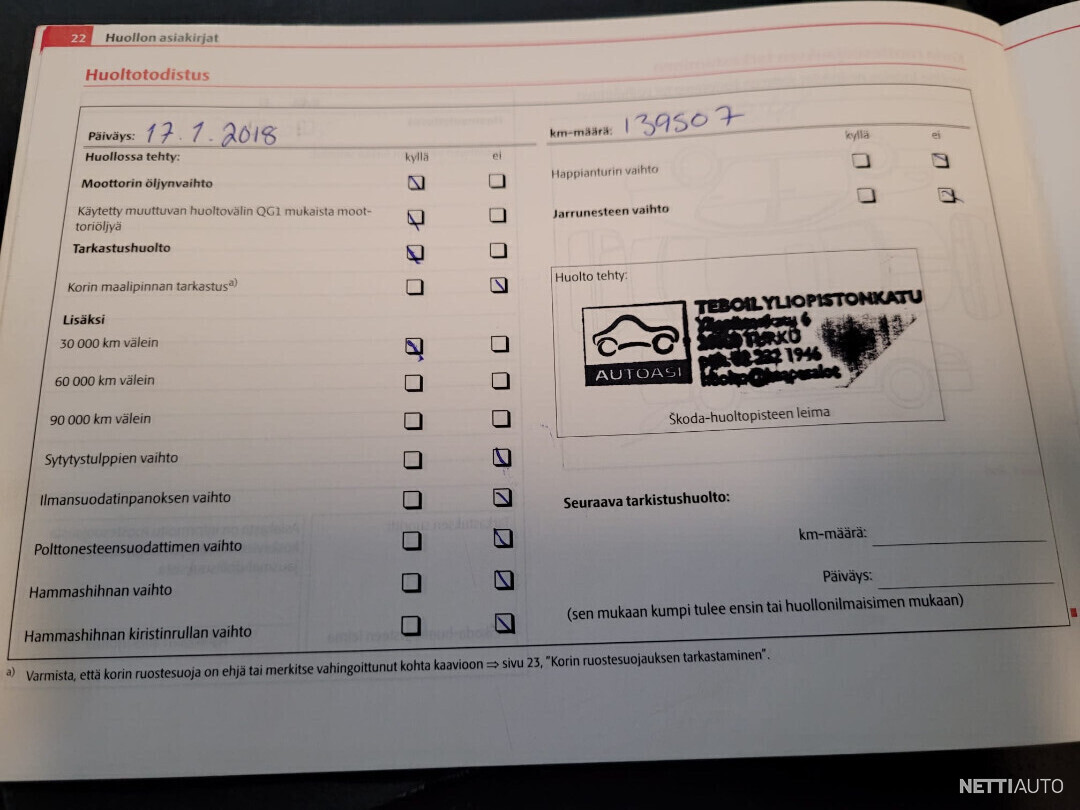 22 Huollon asiakirjat
Huoltotodistus
Päiväys: 17.1.2018
Huollossa tehty: kyllä ei
Moottorin öljynvaihto
Käytetty muuttuvan huoltovälin QG1 mukaista moot-
toriöljyä
Tarkastushuolto
Korin maalipinnan tarkastus a)
Lisäksi
30 000 km välein
60 000 km välein
90 000 km välein
Sytytystulppien vaihto
Ilmansuodatinpanoksen vaihto
Polttonesteensuodattimen vaihto
Hammashihnan vaihto
Hammashihnan kiristinrullan vaihto
km-määrä: 139507
kyllä ei
Happianturin vaihto
Jarrunesteen vaihto
Huolto tehty:
AUTOASI
TEBOIL YLIOPISTONKATU
6
TURKU
1946
Škoda-huoltopisteen leima
Seuraava tarkistushuolto:
km-määrä:
Päiväys:
(sen mukaan kumpi tulee ensin tai huollonilmaisimen mukaan)
a) Varmista, että korin ruostesuoja on ehjä tai merkitse vahingoittunut kohta kaavioon ⇒ sivu 23, "Korin ruostesuojauksen tarkastaminen".
NETTIAUTO